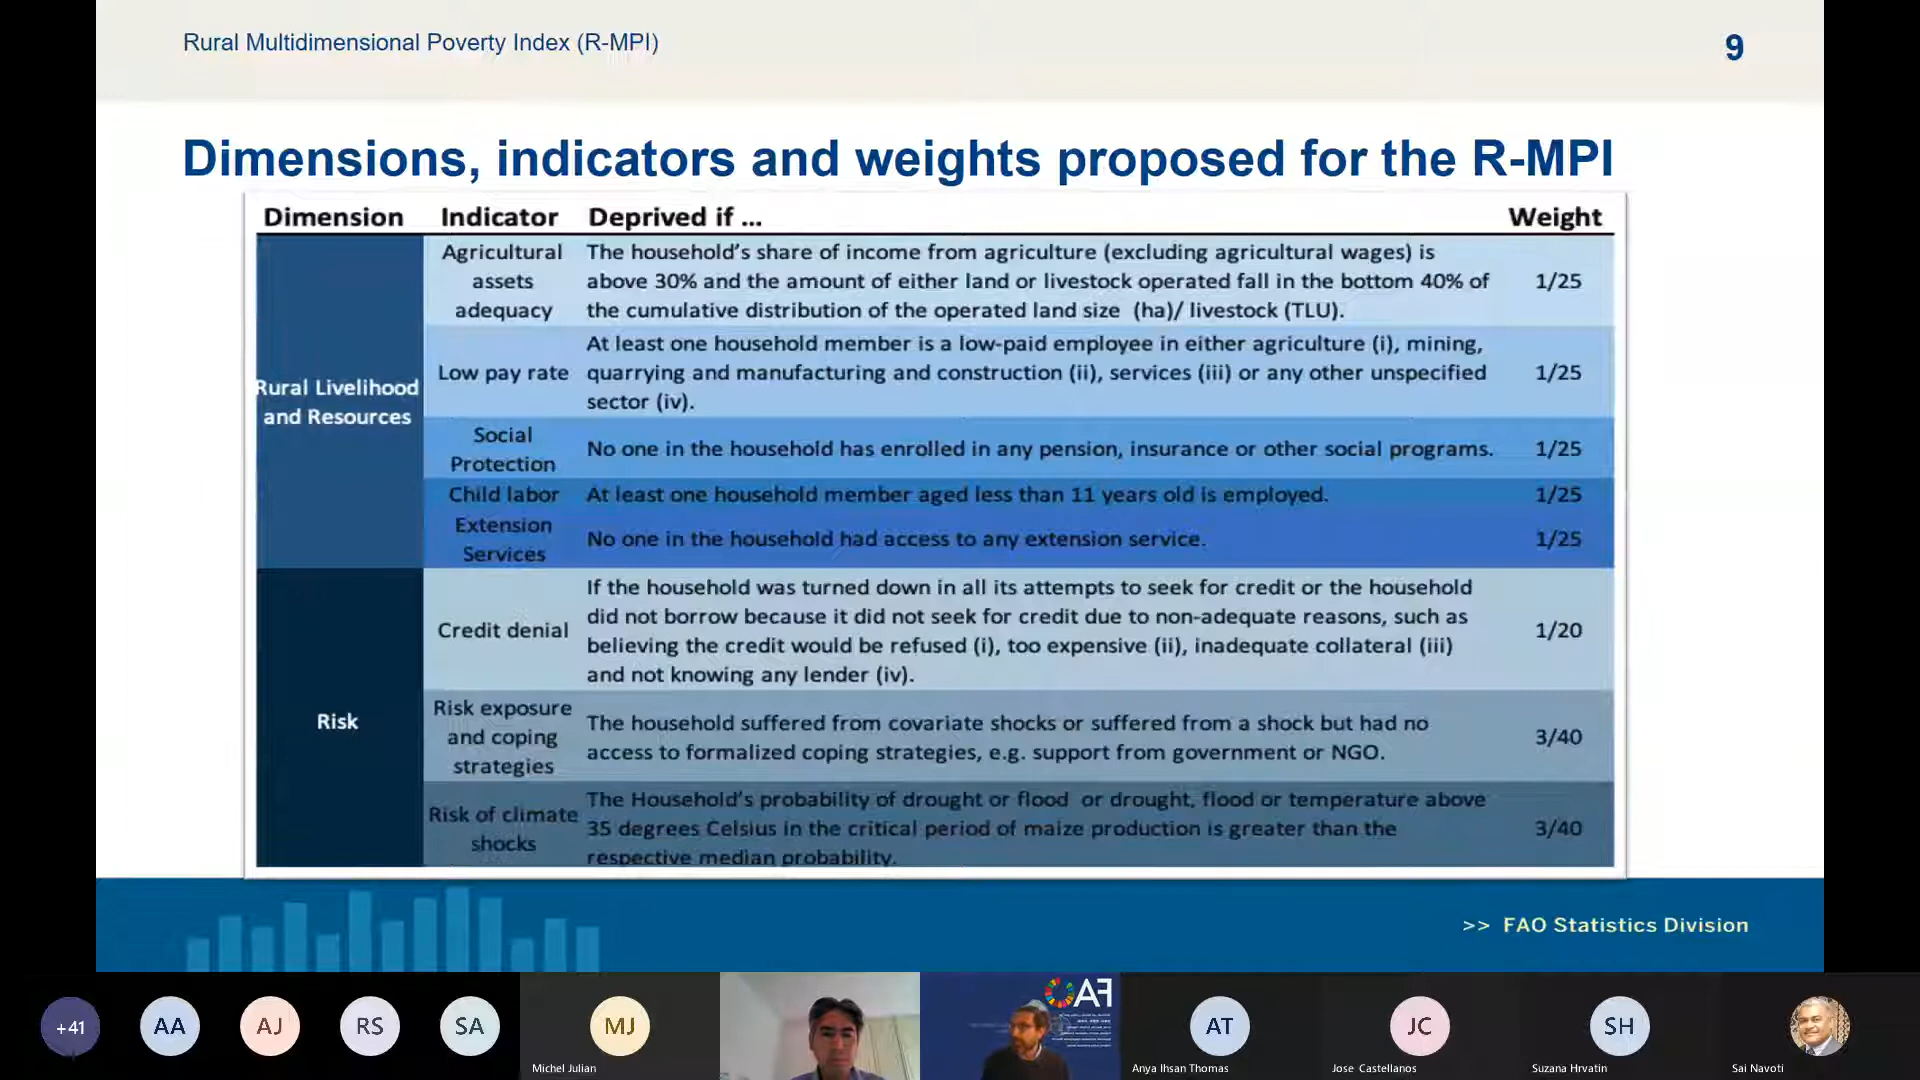 Rural Multidimensional Poverty Index (R-MPI)
9
Dimensions, indicators and weights proposed for the R-MPI
Dimension Indicator Deprived if ... Weight
Rural Livelihood
and Resources
Agricultural
assets
adequacy
The household's share of income from agriculture (excluding agricultural wages) is
above 30% and the amount of either land or livestock operated fall in the bottom 40% of
the cumulative distribution of the operated land size (ha)/ livestock (TLU).
1/25
Low pay rate
At least one household member is a low-paid employee in either agriculture (i), mining,
quarrying and manufacturing and construction (ii), services (iii) or any other unspecified
sector (iv).
1/25
Social
Protection
No one in the household has enrolled in any pension, insurance or other social programs.
1/25
Child labor
At least one household member aged less than 11 years old is employed.
1/25
Extension
Services
No one in the household had access to any extension service.
1/25
Risk
Credit denial
If the household was turned down in all its attempts to seek for credit or the household
did not borrow because it did not seek for credit due to non-adequate reasons, such as
believing the credit would be refused (i), too expensive (ii), inadequate collateral (iii)
and not knowing any lender (iv).
1/20
Risk exposure
and coping
strategies
The household suffered from covariate shocks or suffered from a shock but had no
access to formalized coping strategies, e.g. support from government or NGO.
3/40
Risk of climate
shocks
The Household's probability of drought or flood or drought, flood or temperature above
35 degrees Celsius in the critical period of maize production is greater than the
respective median probability.
3/40
>> FAO Statistics Division
+41
AA
AJ
RS
SA
MJ
Michel Julian
FAO
AT
Anya Ihsan Thomas
JC
Jose Castellanos
SH
Suzana Hrvatin
Sai Navoti